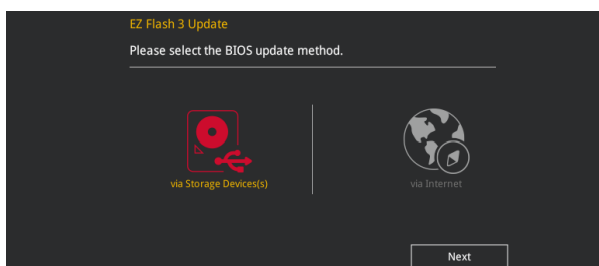 EZ Flash 3 Update
Please select the BIOS update method.
via Storage Devices(s)
via Internet
Next